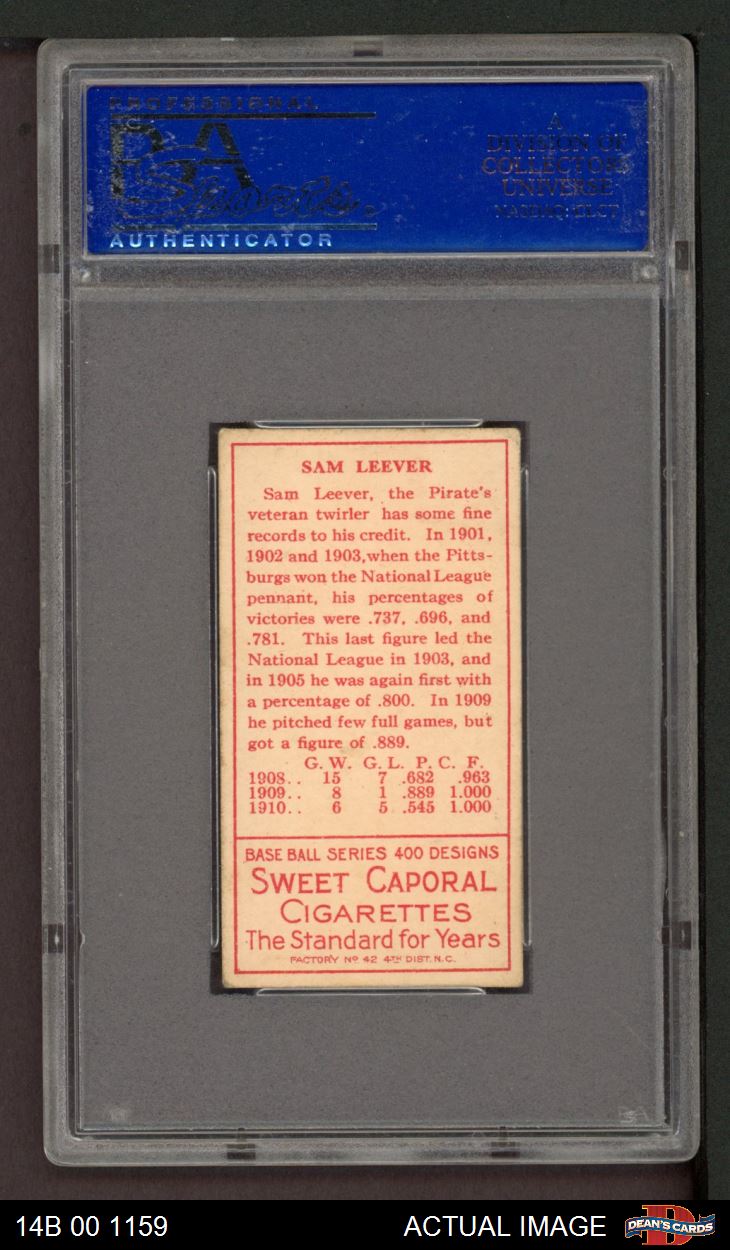 PROFESSIONAL
PSA
Sports
AUTHENTICATOR
A
DIVISION OF
COLLECTORS
UNIVERSE
NASDAQ: CLCT
SAM LEEVER
Sam Leever, the Pirate's
veteran twirler has some fine
records to his credit. In 1901,
1902 and 1903,when the Pitts-
burgs won the National League
pennant, his percentages of
victories were .737, .696, and
.781. This last figure led the
National League in 1903, and
in 1905 he was again first with
a percentage of .800. In 1909
he pitched few full games, but
got a figure of .889.
G. W. G. L. P. C. F.
1908.. 15 7 .682 .963
1909.. 8 1 .889 1.000
1910.. 6 5 .545 1.000
BASE BALL SERIES 400 DESIGNS
SWEET CAPORAL
CIGARETTES
The Standard for Years
FACTORY Nº 42 4TH DIST. N.C.
14B 00 1159 ACTUAL IMAGE DEAN'S CARDS